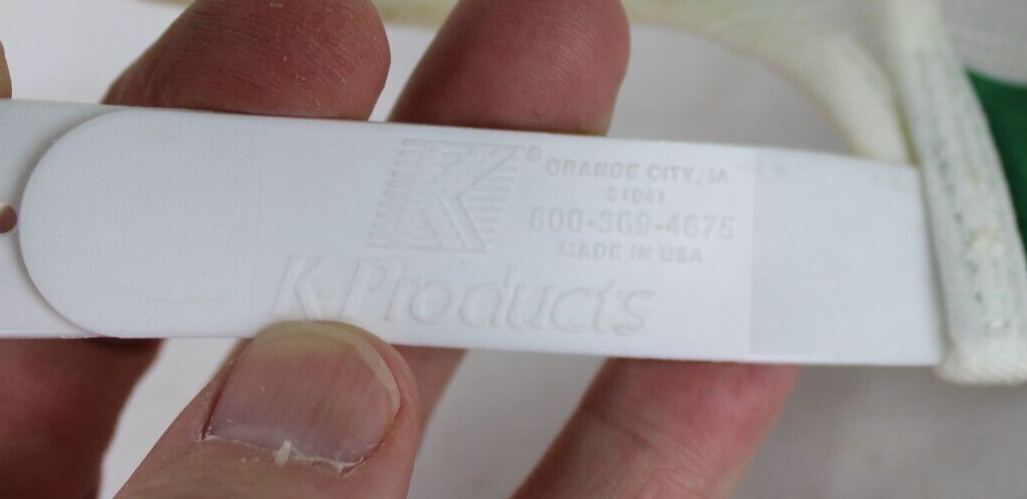 K
®
ORANGE CITY, IA
51041
800-369-4675
MADE IN USA
K-Products